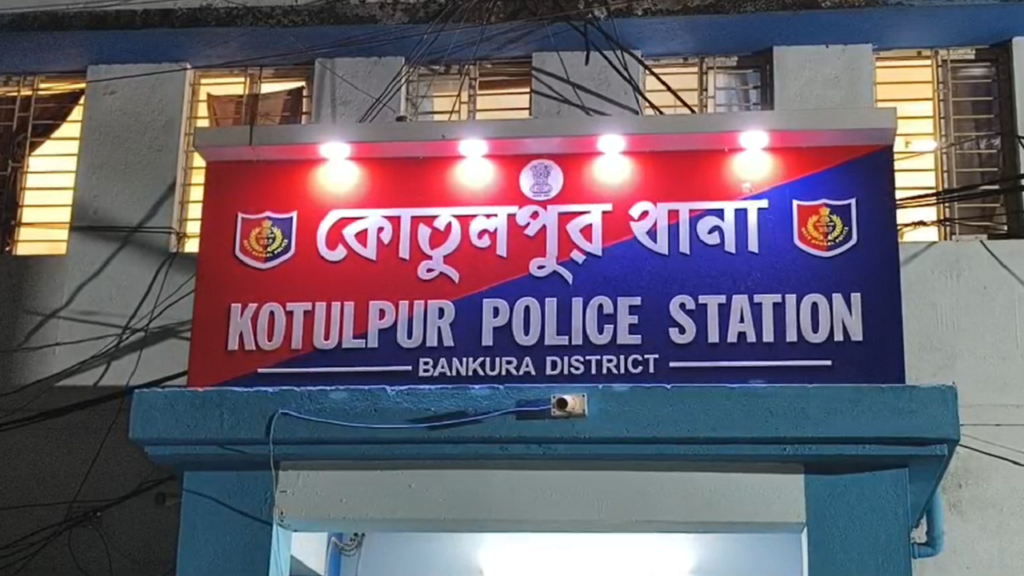 কোতুলপুর থানা
KOTULPUR POLICE STATION
BANKURA DISTRICT